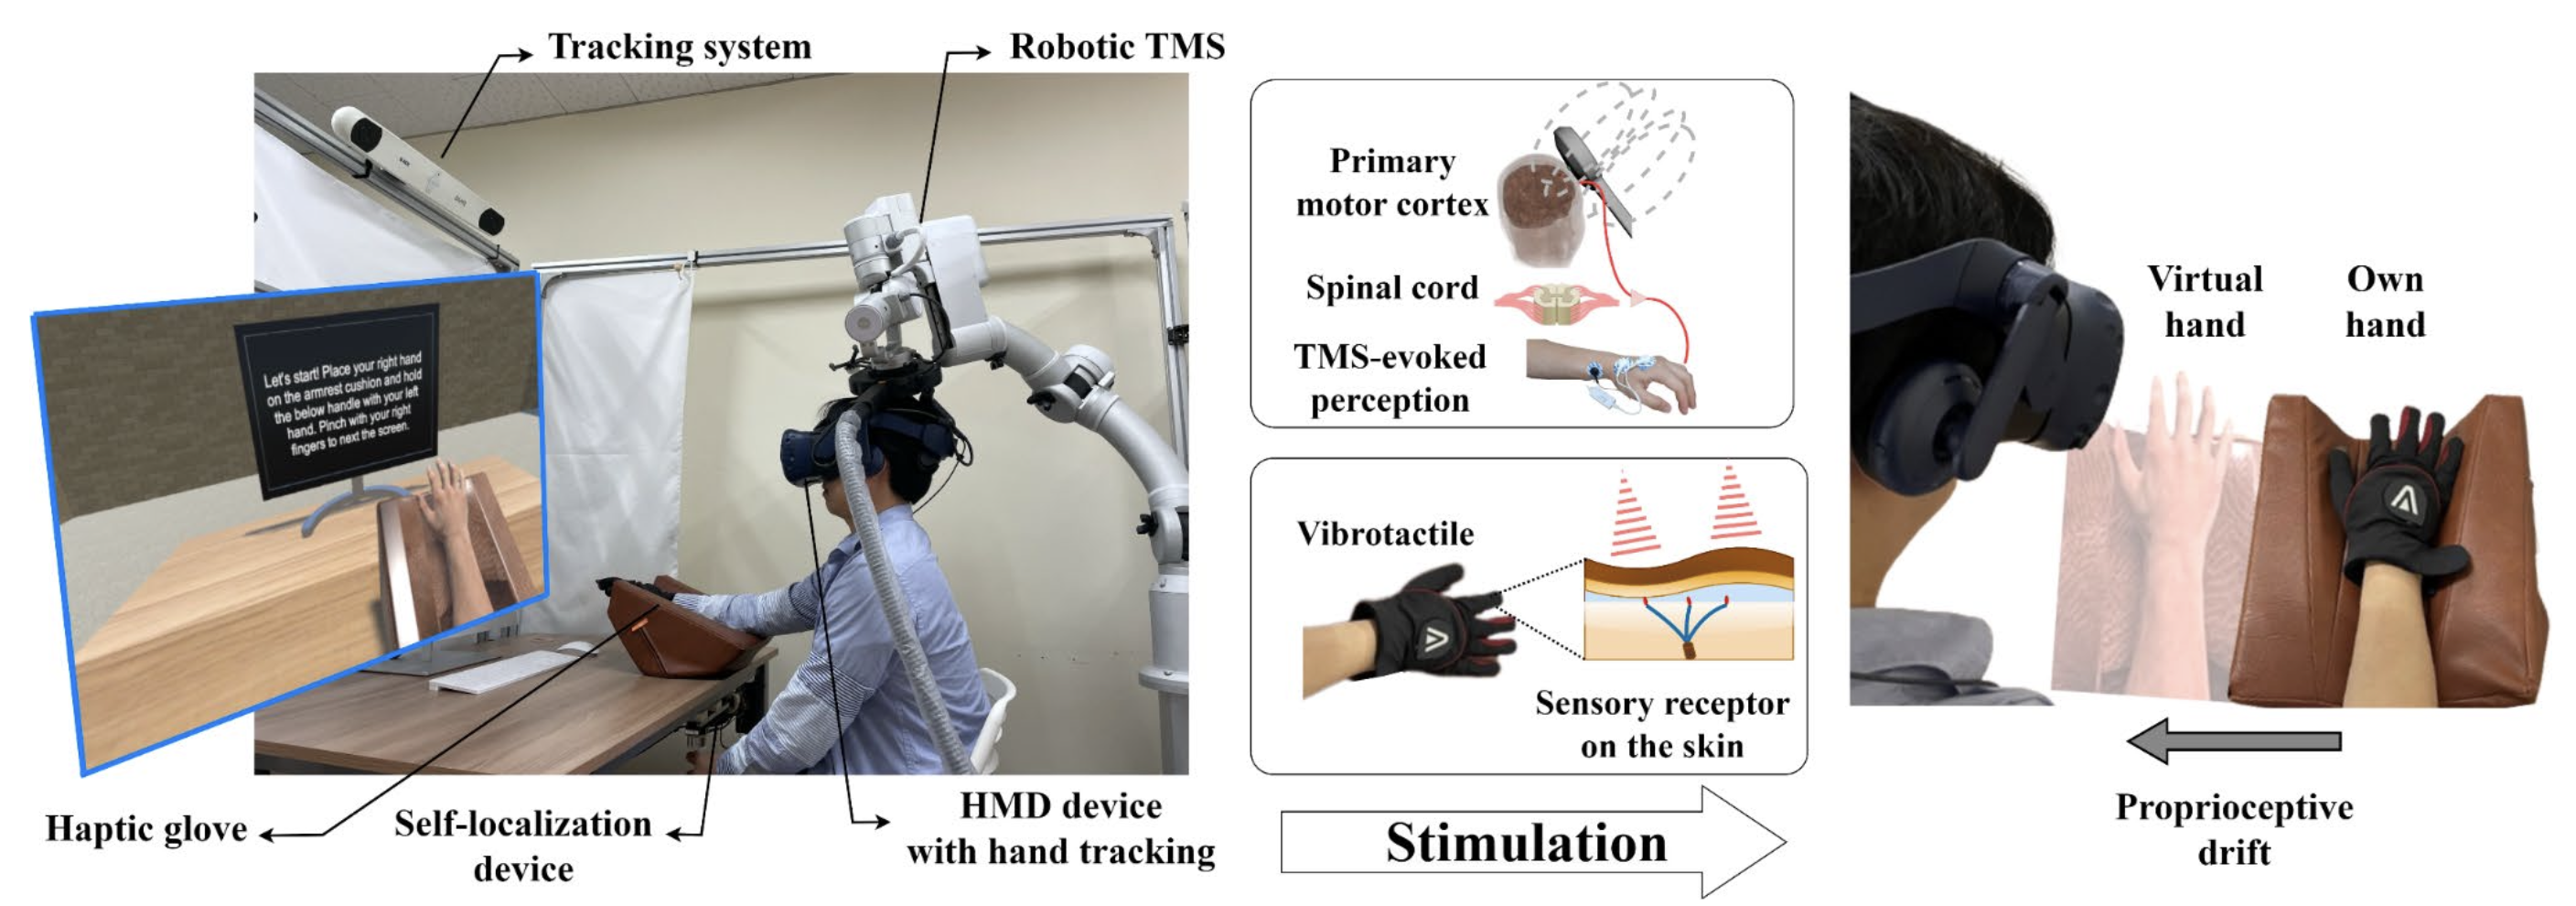 Tracking system
Robotic TMS
Let's start! Place your right hand
on the armrest cushion and hold
the below handle with your left
hand. Pinch with your right
fingers to next the screen.
Haptic glove
Self-localization
device
HMD device
with hand tracking
Primary
motor cortex
Spinal cord
TMS-evoked
perception
Vibrotactile
Sensory receptor
on the skin
Stimulation
Virtual
hand
Own
hand
Proprioceptive
drift